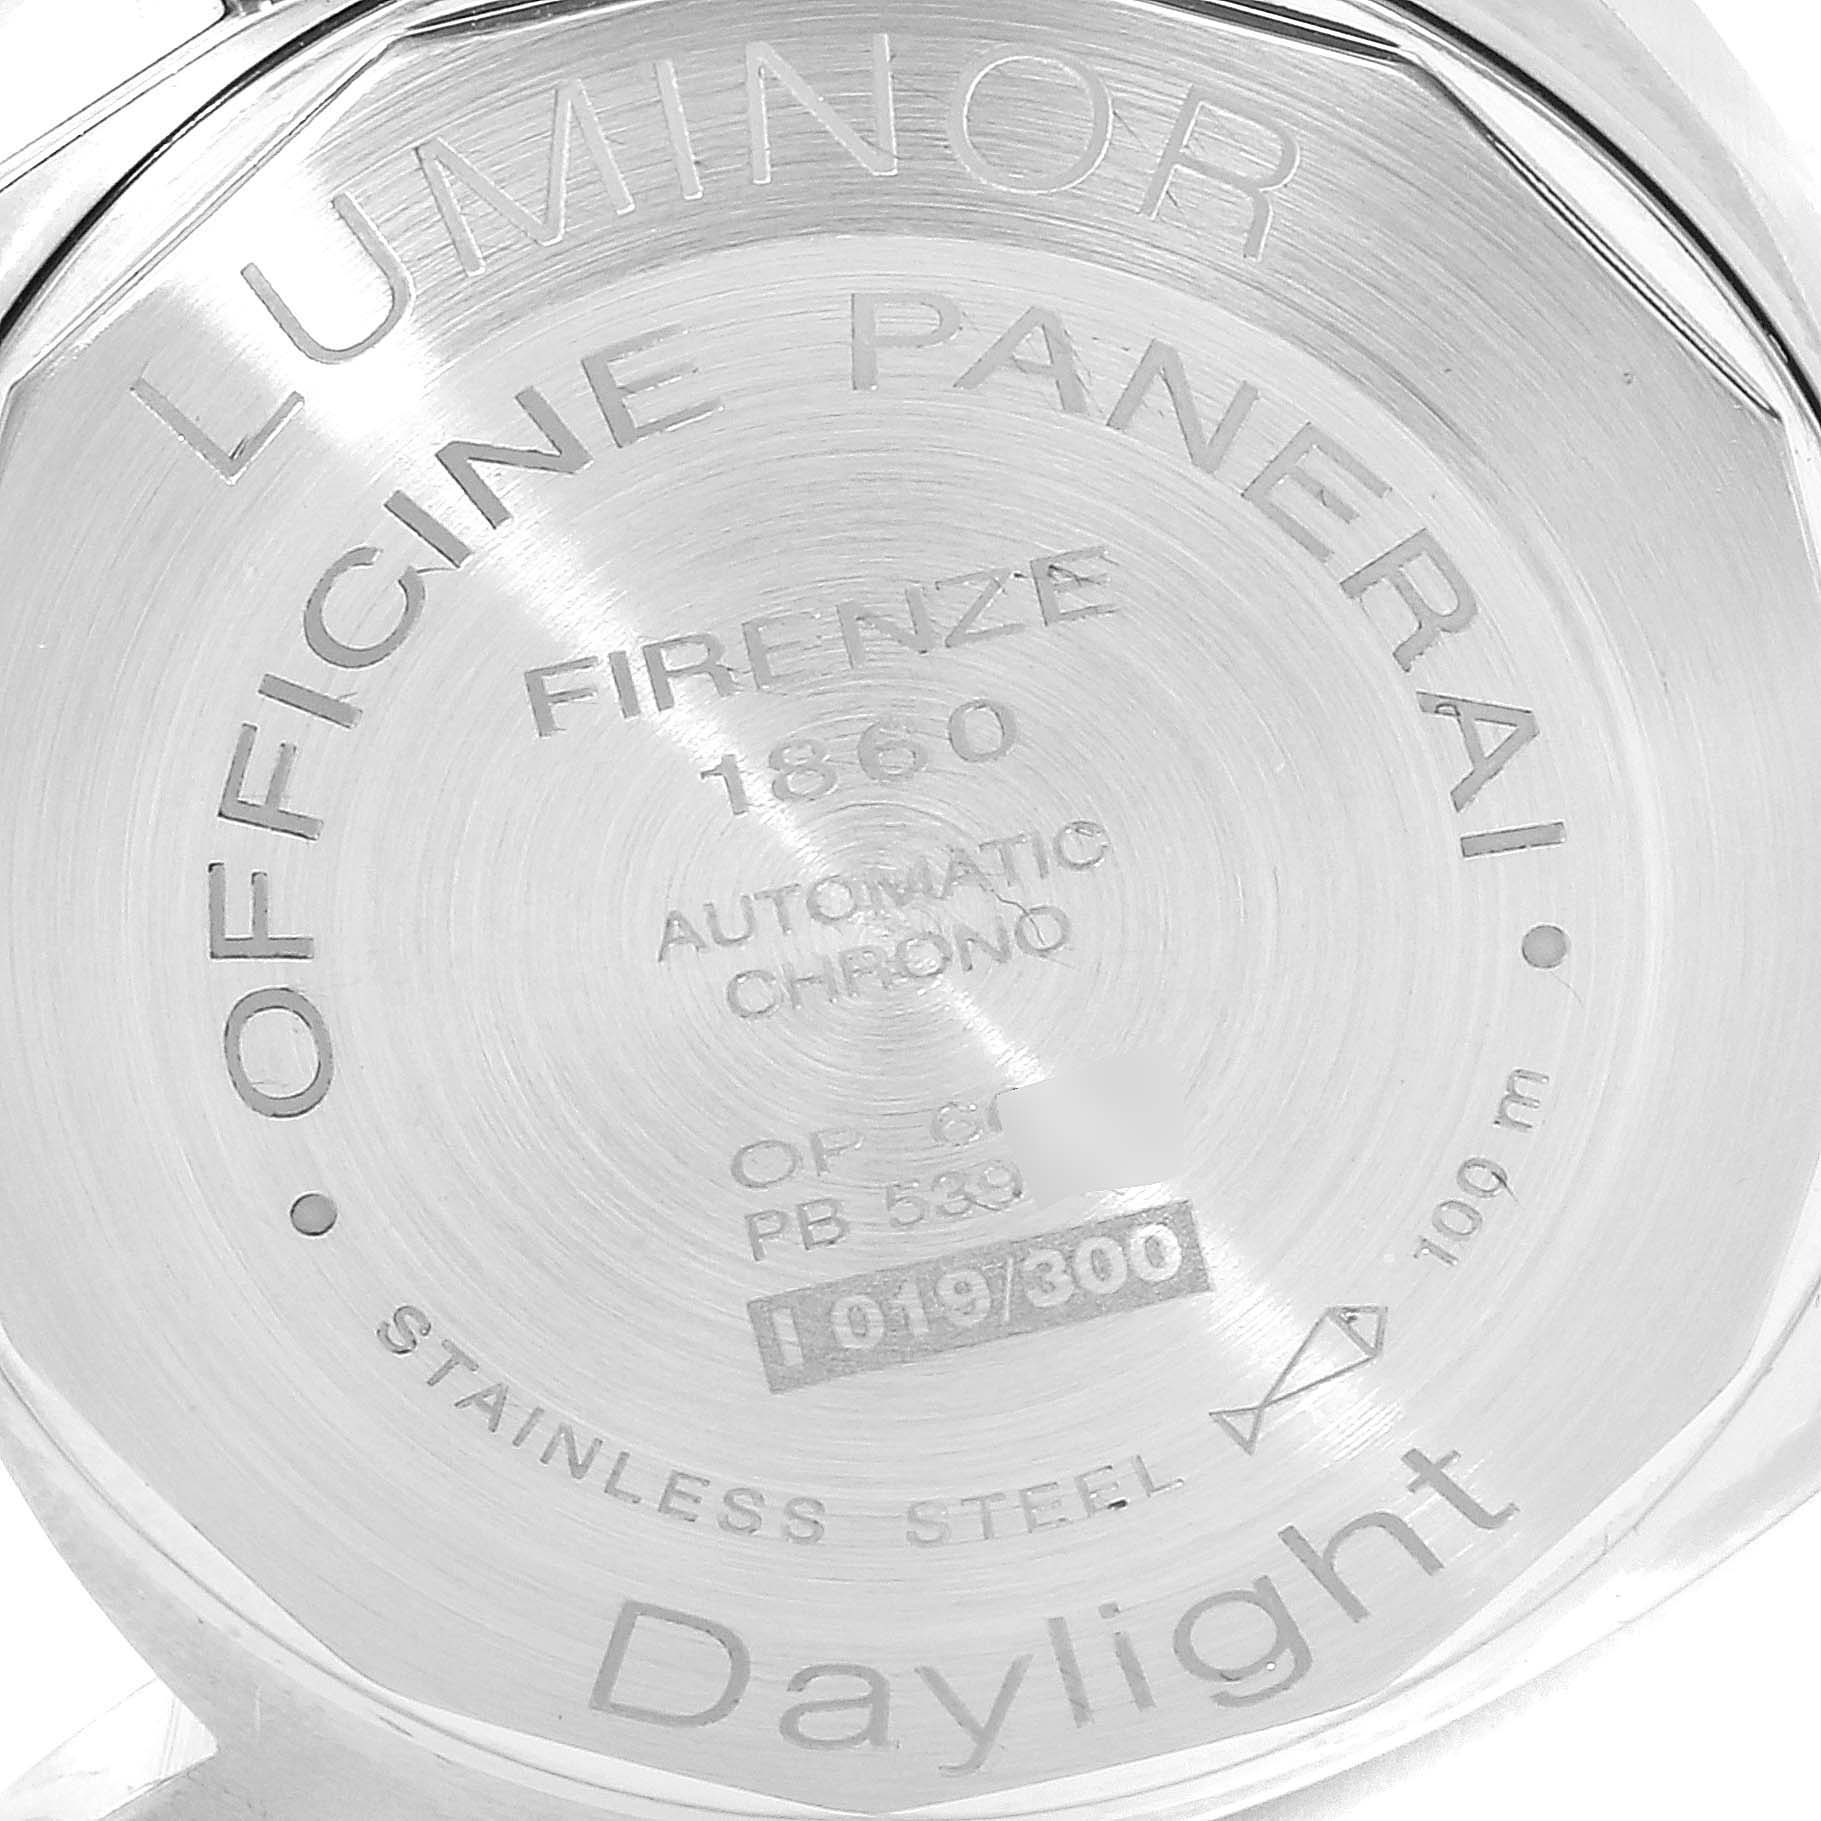 LUMINOR
OFFICINE PANERAI
FIRENZE
1860
AUTOMATIC
CHRONO
OP
PB 539
I 019/300
STAINLESS STEEL
100 m
Daylight